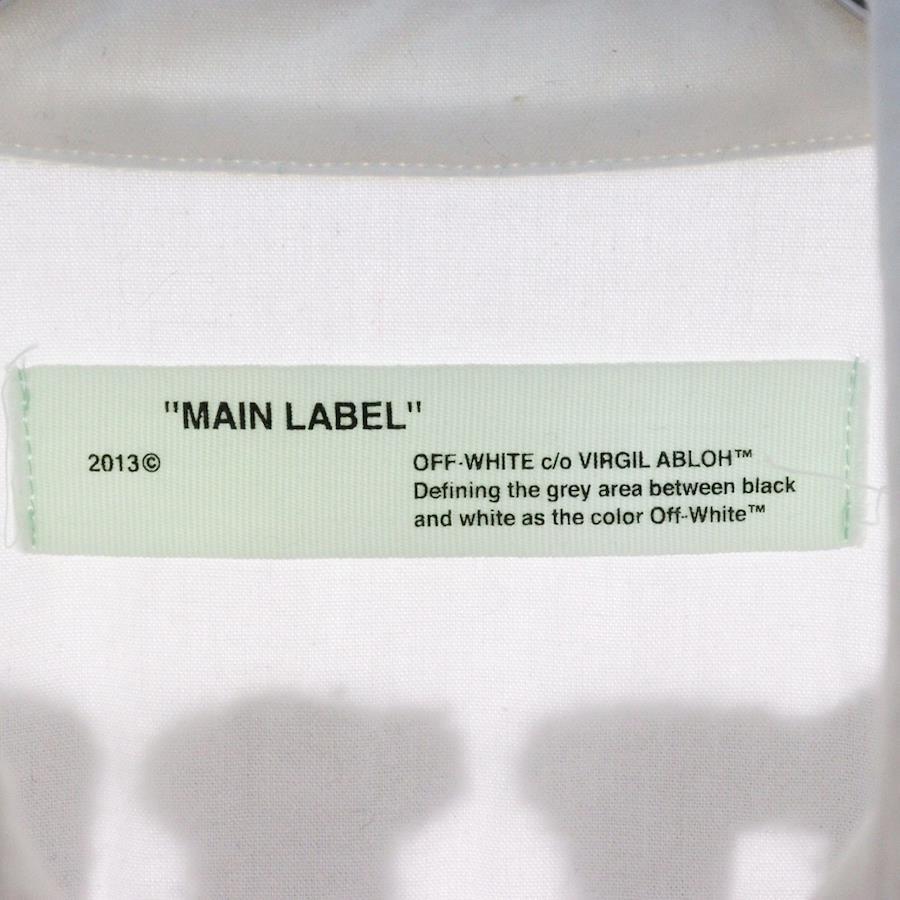 "MAIN LABEL"
2013©
OFF-WHITE c/o VIRGIL ABLOH™
Defining the grey area between black
and white as the color Off-White™